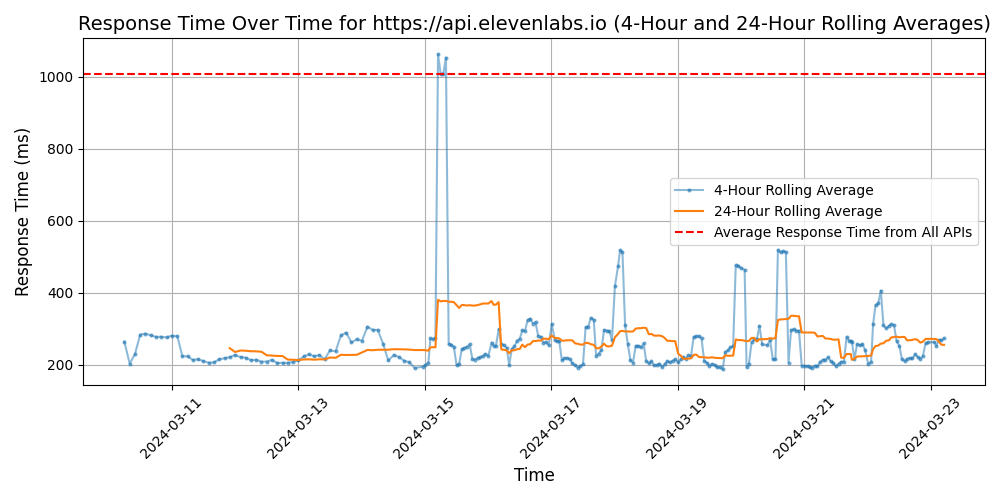 Response Time Over Time for https://api.elevenlabs.io (4-Hour and 24-Hour Rolling Averages)
Response Time (ms)
1000
800
600
400
200
4-Hour Rolling Average
24-Hour Rolling Average
Average Response Time from All APIs
2024-03-11
2024-03-13
2024-03-15
2024-03-17
2024-03-19
2024-03-21
2024-03-23
Time